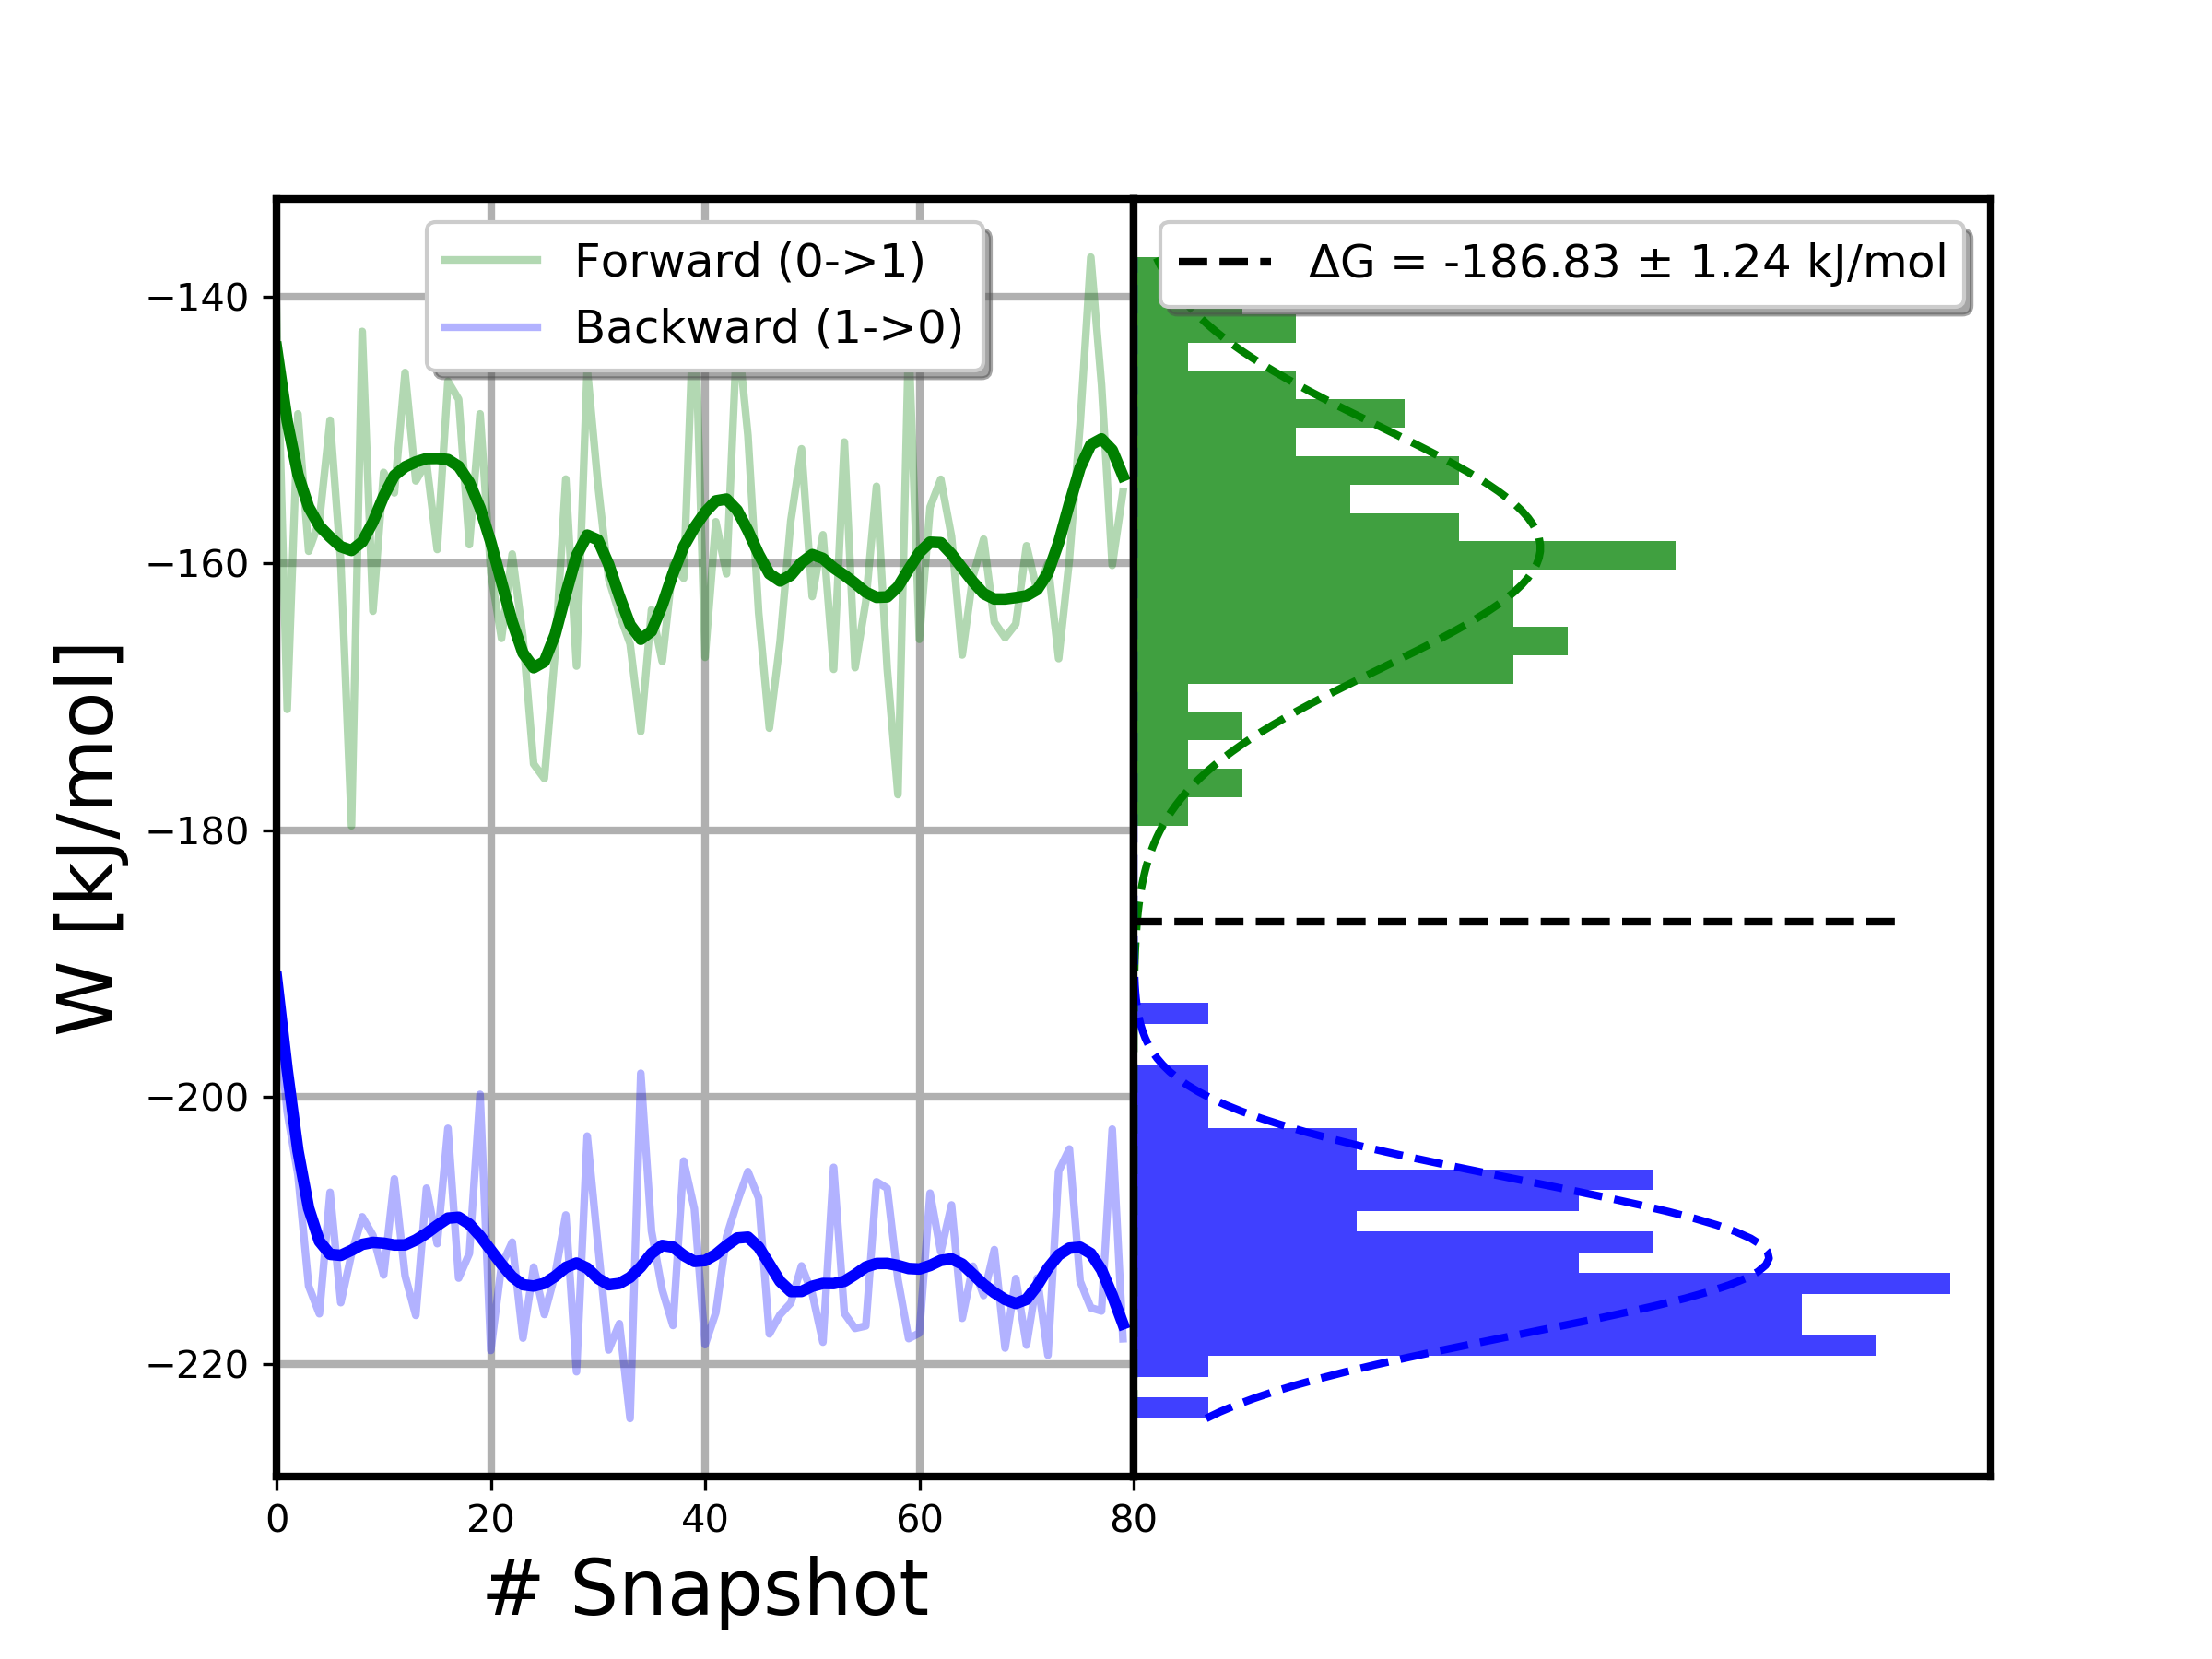 Forward (0->1)
Backward (1->0)
ΔG = -186.83 ± 1.24 kJ/mol
−140
−160
−180
−200
−220
W [kJ/mol]
0 20 40 60 80
# Snapshot